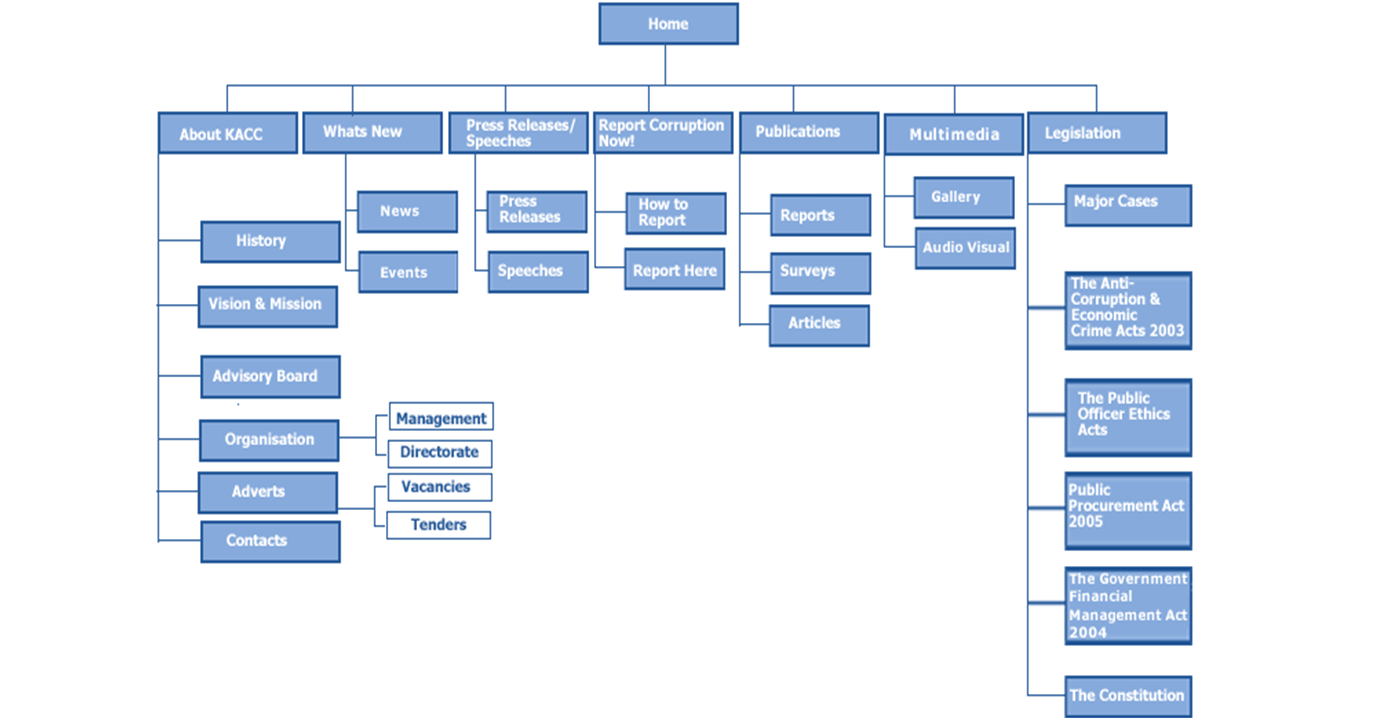 Home
About KACC
Whats New
Press Releases/
Speeches
Report Corruption
Now!
Publications
Multimedia
Legislation
History
Vision & Mission
Advisory Board
Organisation
Management
Directorate
Adverts
Vacancies
Tenders
Contacts
News
Events
Press
Releases
Speeches
How to
Report
Report Here
Reports
Surveys
Articles
Gallery
Audio Visual
Major Cases
The Anti-
Corruption &
Economic
Crime Acts 2003
The Public
Officer Ethics
Acts
Public
Procurement Act
2005
The Government
Financial
Management Act
2004
The Constitution